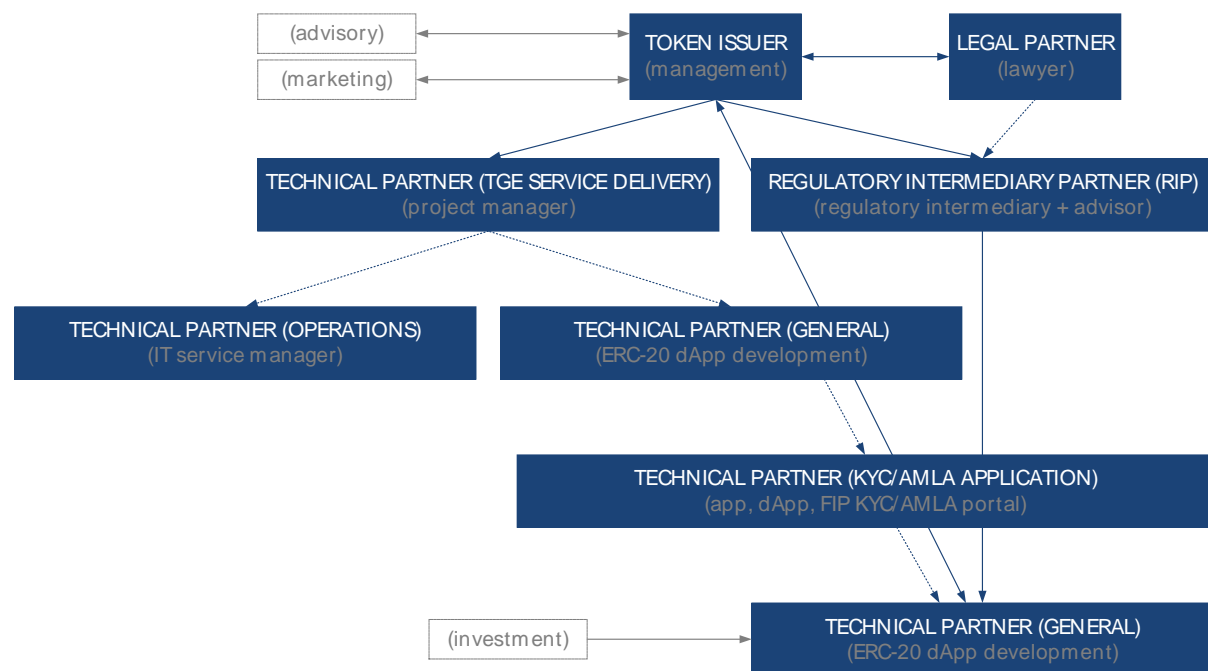 (advisory)
(marketing)
TOKEN ISSUER
(management)
LEGAL PARTNER
(lawyer)
TECHNICAL PARTNER (TGE SERVICE DELIVERY)
(project manager)
REGULATORY INTERMEDIARY PARTNER (RIP)
(regulatory intermediary + advisor)
TECHNICAL PARTNER (OPERATIONS)
(IT service manager)
TECHNICAL PARTNER (GENERAL)
(ERC-20 dApp development)
TECHNICAL PARTNER (KYC/AMLA APPLICATION)
(app, dApp, FIP KYC/AMLA portal)
(investment)
TECHNICAL PARTNER (GENERAL)
(ERC-20 dApp development)